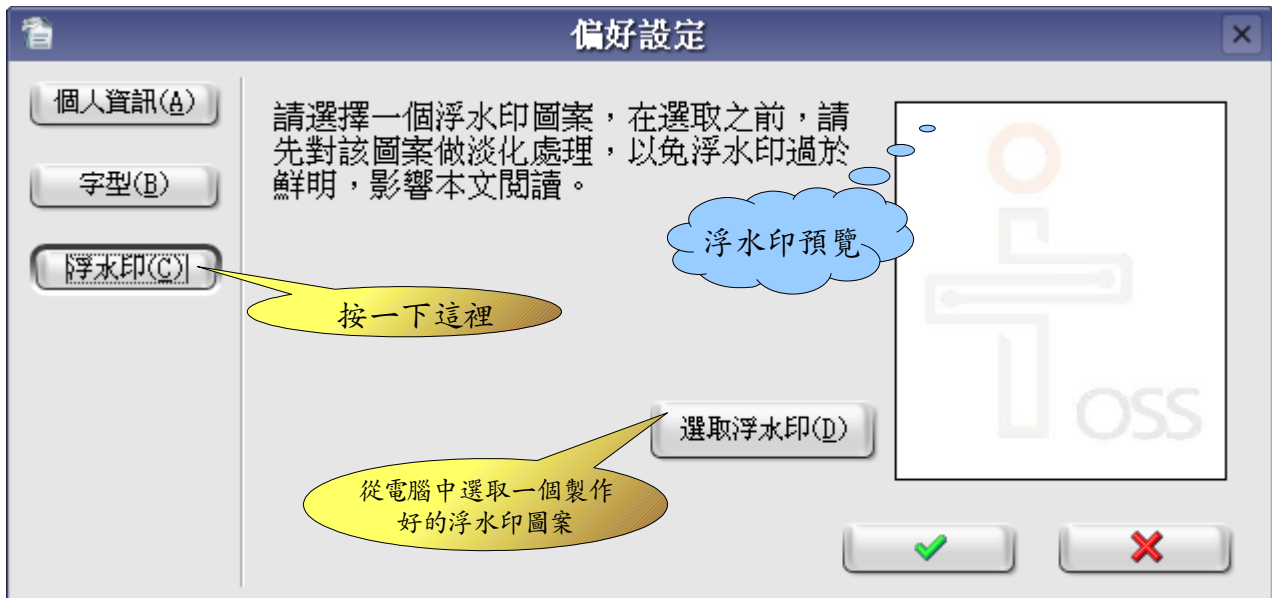 偏好設定
個人資訊(A)
字型(B)
浮水印(C)
請選擇一個浮水印圖案，在選取之前，請
先對該圖案做淡化處理，以免浮水印過於
鮮明，影響本文閱讀。
浮水印預覽
按一下這裡
選取浮水印(D)
從電腦中選取一個製作
好的浮水印圖案
OSS